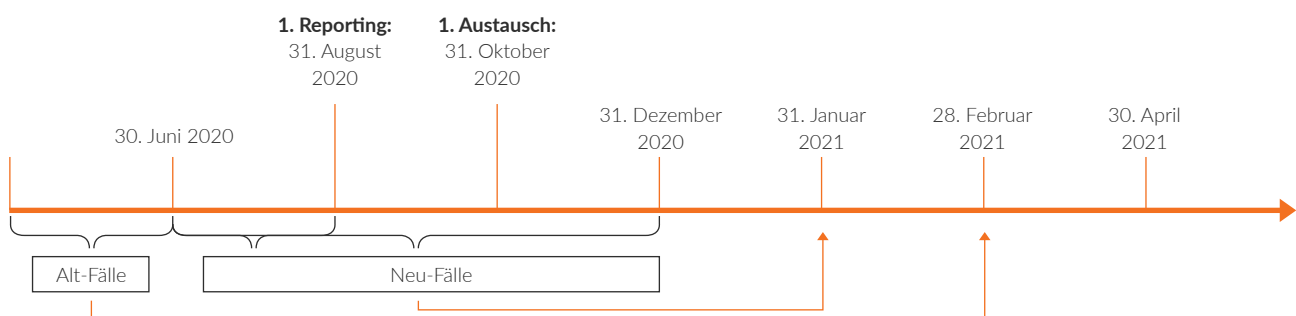 1. Reporting:
31. August
2020
1. Austausch:
31. Oktober
2020
30. Juni 2020
31. Dezember
2020
31. Januar
2021
28. Februar
2021
30. April
2021
Alt-Fälle
Neu-Fälle